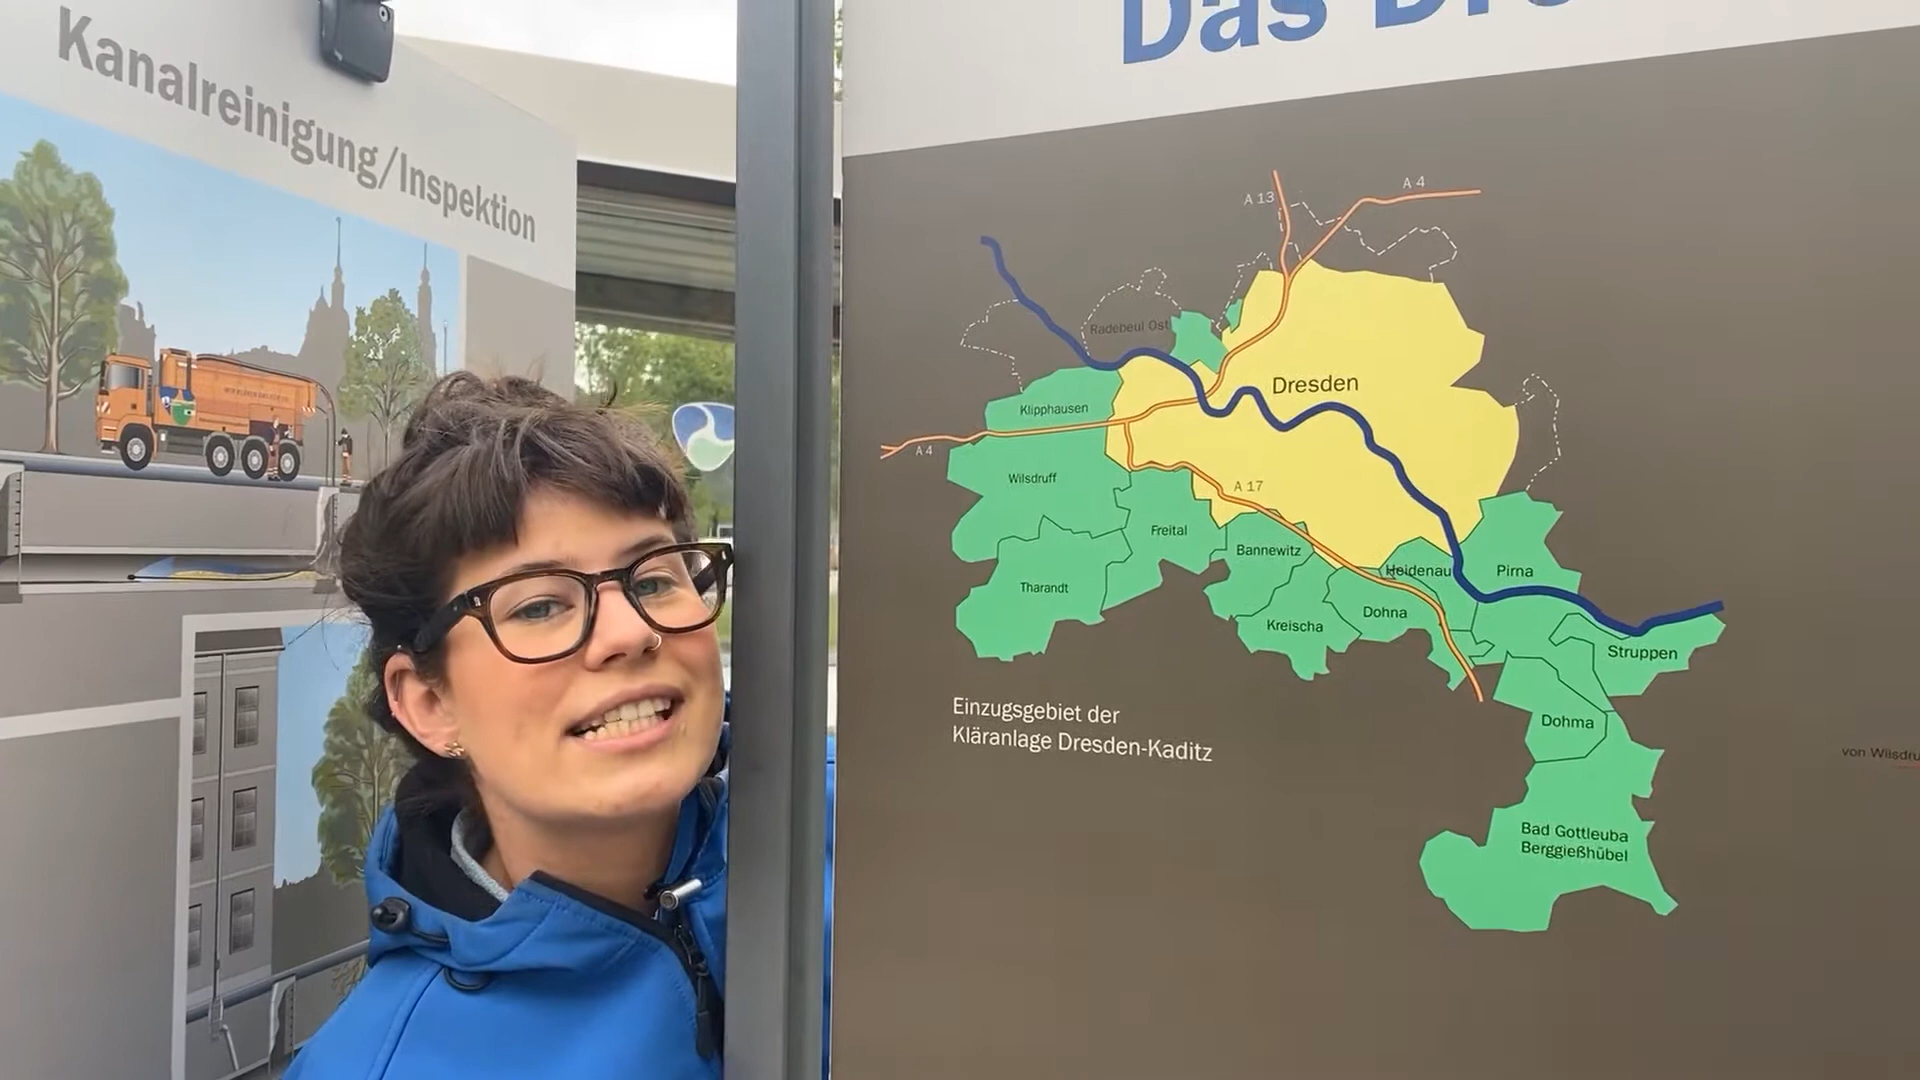 Kanalreinigung/Inspektion
Das Dre
A 13
A 4
Radebeul Ost
Dresden
Klipphausen
A 4
Wilsdruff
A 17
Freital
Bannewitz
Heidenau
Pirna
Tharandt
Dohna
Kreischa
Struppen
Einzugsgebiet der
Kläranlage Dresden-Kaditz
Dohma
von Wilsdru
Bad Gottleuba
Berggießhübel